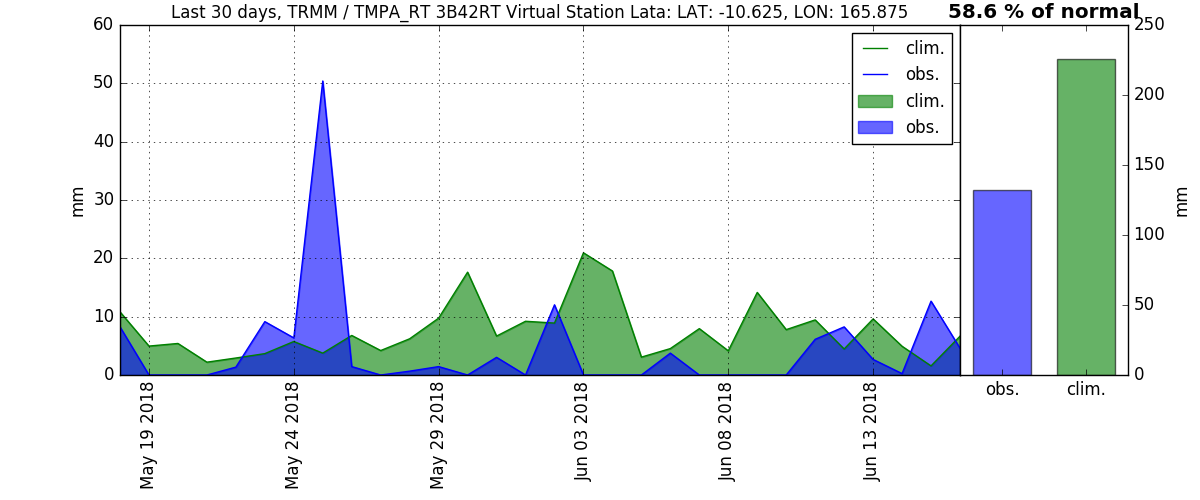 Last 30 days, TRMM / TMPA_RT 3B42RT Virtual Station Lata: LAT: -10.625, LON: 165.875
58.6 % of normal
60
50
40
30
20
10
0
mm
clim.
obs.
clim.
obs.
250
200
150
100
50
0
mm
obs.
clim.
May 19 2018
May 24 2018
May 29 2018
Jun 03 2018
Jun 08 2018
Jun 13 2018